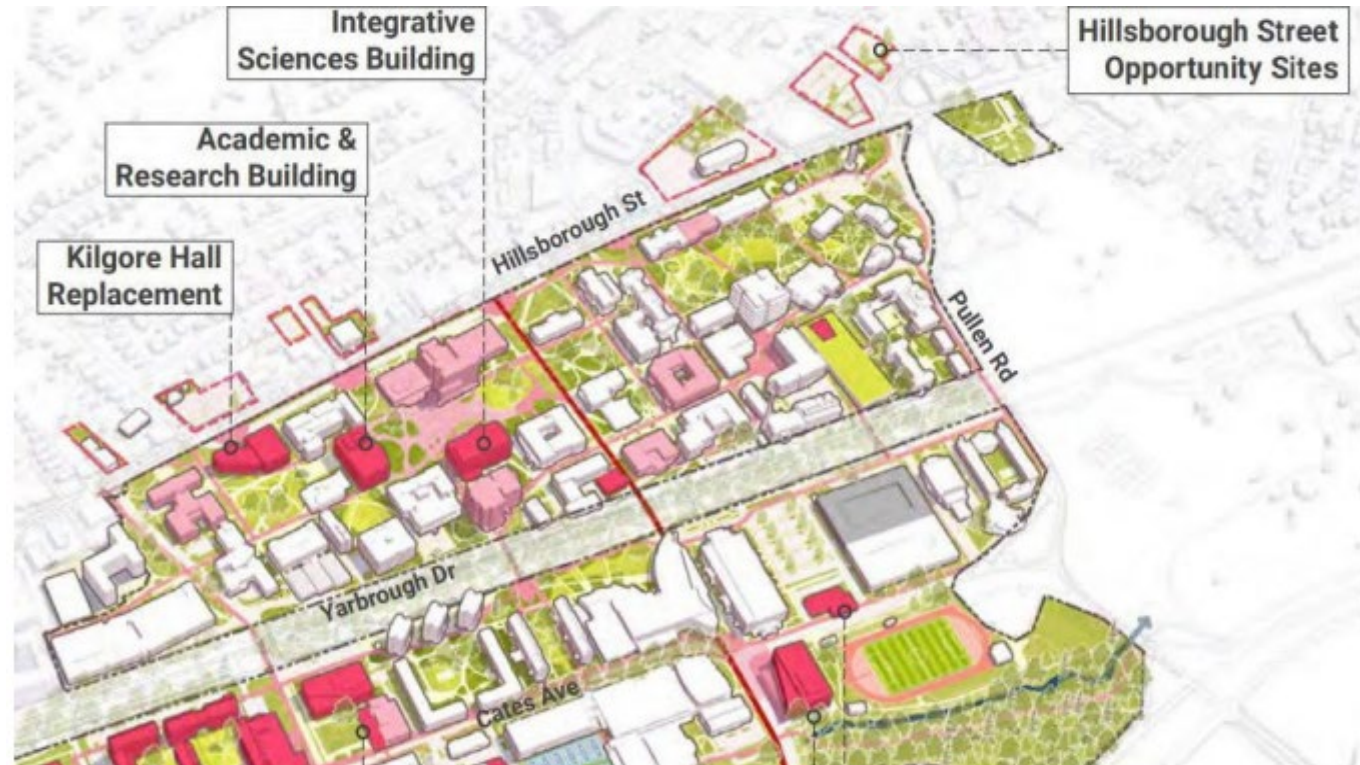 Integrative
Sciences Building
Hillsborough Street
Opportunity Sites
Academic &
Research Building
Kilgore Hall
Replacement
Hillsborough St
Pullen Rd
Yarbrough Dr
Cates Ave